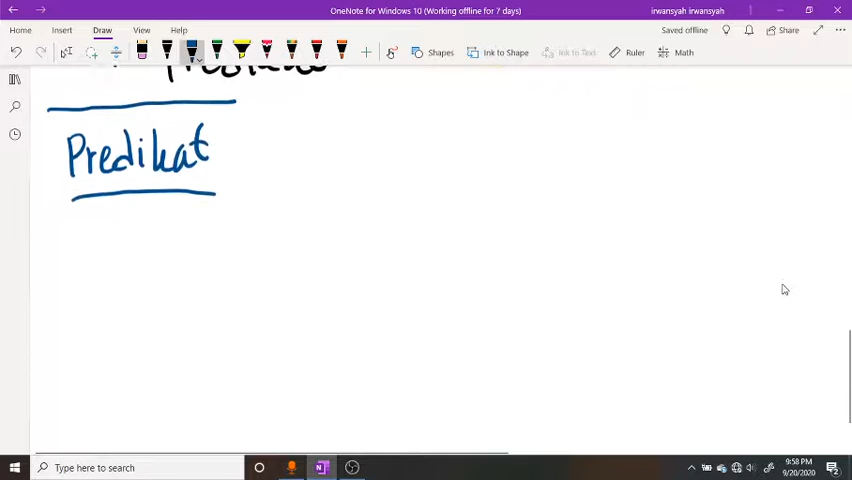 OneNote for Windows 10 (Working offline for 7 days)
irwansyah irwansyah
Home Insert Draw View Help
Saved offline Share
Shapes Ink to Shape Ink to Text Ruler Math
Predikat
Type here to search
9:58 PM
9/20/2020
2